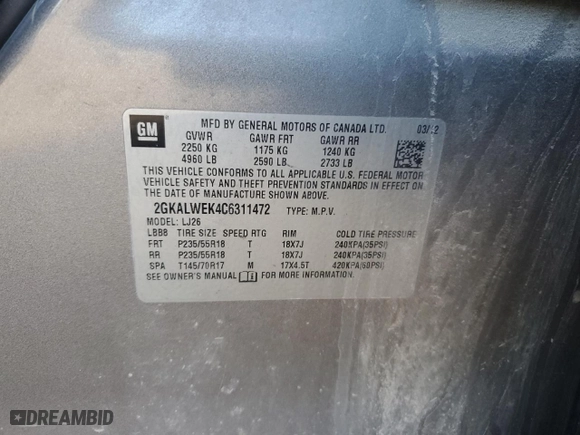 GM
MFD BY GENERAL MOTORS OF CANADA LTD. 03/12
GVWR GAWR FRT GAWR RR
2250 KG 1175 KG 1240 KG
4960 LB 2590 LB 2733 LB
THIS VEHICLE CONFORMS TO ALL APPLICABLE U.S. FEDERAL MOTOR
VEHICLE SAFETY AND THEFT PREVENTION STANDARDS IN EFFECT ON
THE DATE OF MANUFACTURE SHOWN ABOVE.
2GKALWEK4C6311472 TYPE: M.P.V.
MODEL: LJ26
LBBB TIRE SIZE SPEED RTG RIM COLD TIRE PRESSURE
FRT P235/55R18 T 18X7J 240KPA(35PSI)
RR P235/55R18 T 18X7J 240KPA(35PSI)
SPA T145/70R17 M 17X4.5T 420KPA(60PSI)
SEE OWNER'S MANUAL FOR MORE INFORMATION.
DREAMBID